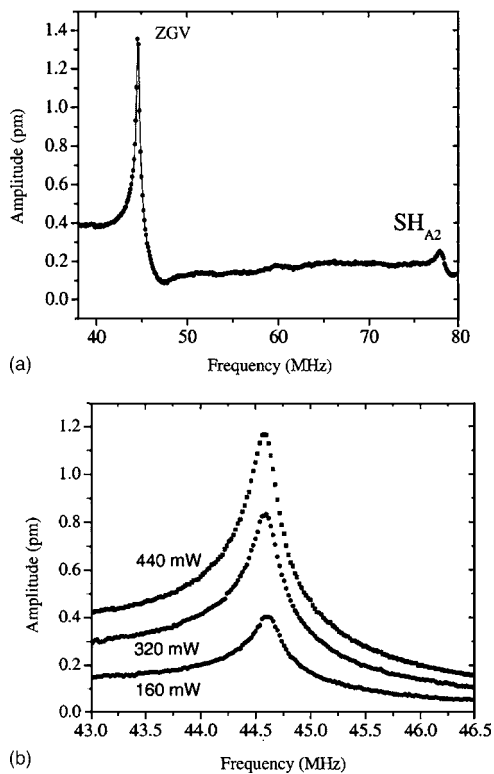 ZGV
1.4
1.2
1.0
0.8
0.6
0.4
0.2
0.0
Amplitude (pm)
SH_A2
40 50 60 70 80
Frequency (MHz)
(a)
1.2
1.0
0.8
0.6
0.4
0.2
0.0
Amplitude (pm)
440 mW
320 mW
160 mW
43.0 43.5 44.0 44.5 45.0 45.5 46.0 46.5
Frequency (MHz)
(b)